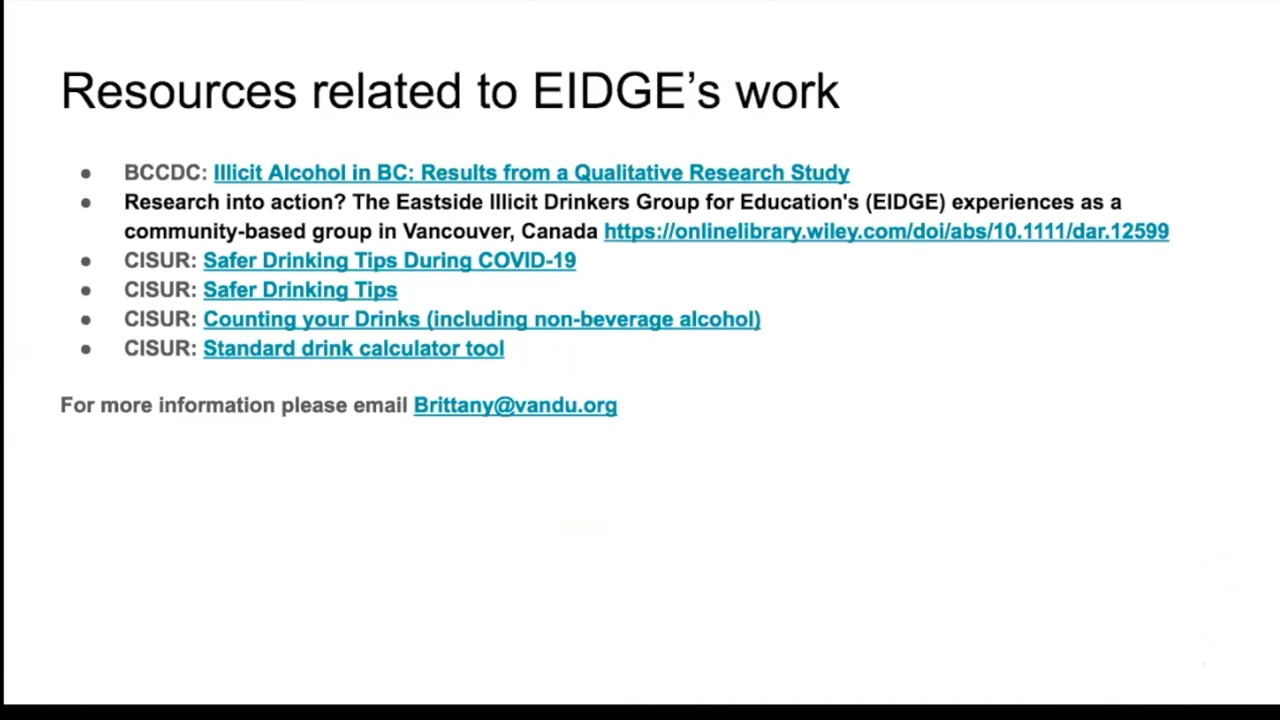 Resources related to EIDGE’s work
● BCCDC: Illicit Alcohol in BC: Results from a Qualitative Research Study
● Research into action? The Eastside Illicit Drinkers Group for Education's (EIDGE) experiences as a
community-based group in Vancouver, Canada https://onlinelibrary.wiley.com/doi/abs/10.1111/dar.12599
● CISUR: Safer Drinking Tips During COVID-19
● CISUR: Safer Drinking Tips
● CISUR: Counting your Drinks (including non-beverage alcohol)
● CISUR: Standard drink calculator tool
For more information please email Brittany@vandu.org